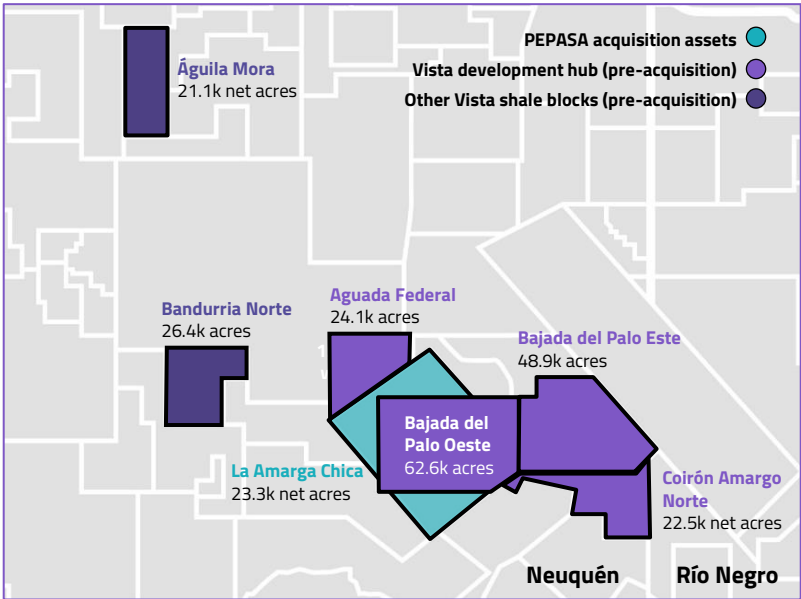 PEPASA acquisition assets
Vista development hub (pre-acquisition)
Other Vista shale blocks (pre-acquisition)
Águila Mora
21.1k net acres
Bandurria Norte
26.4k acres
Aguada Federal
24.1k acres
Bajada del Palo Este
48.9k acres
Bajada del
Palo Oeste
62.6k acres
La Amarga Chica
23.3k net acres
Coirón Amargo
Norte
22.5k net acres
Neuquén
Río Negro